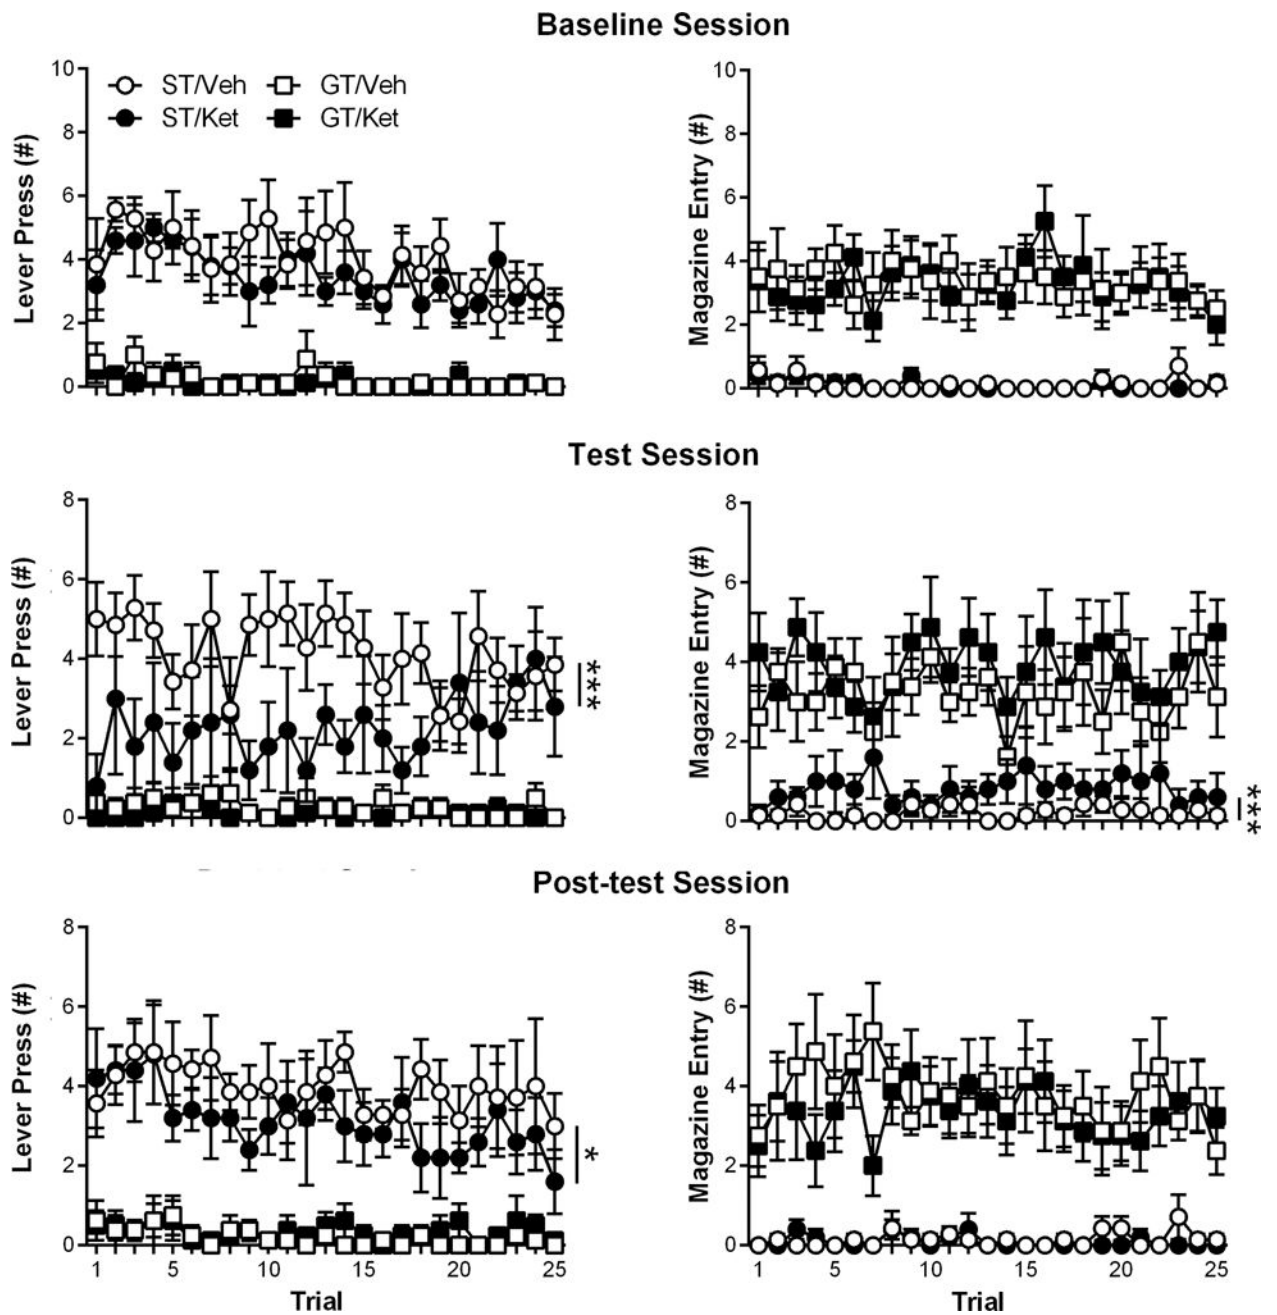 Baseline Session
10
8
6
4
2
0
Lever Press (#)
ST/Veh GT/Veh
ST/Ket GT/Ket
10
8
6
4
2
0
Magazine Entry (#)
Test Session
8
6
4
2
0
Lever Press (#)
***
8
6
4
2
0
Magazine Entry (#)
***
Post-test Session
8
6
4
2
0
Lever Press (#)
*
1 5 10 15 20 25
Trial
8
6
4
2
0
Magazine Entry (#)
1 5 10 15 20 25
Trial